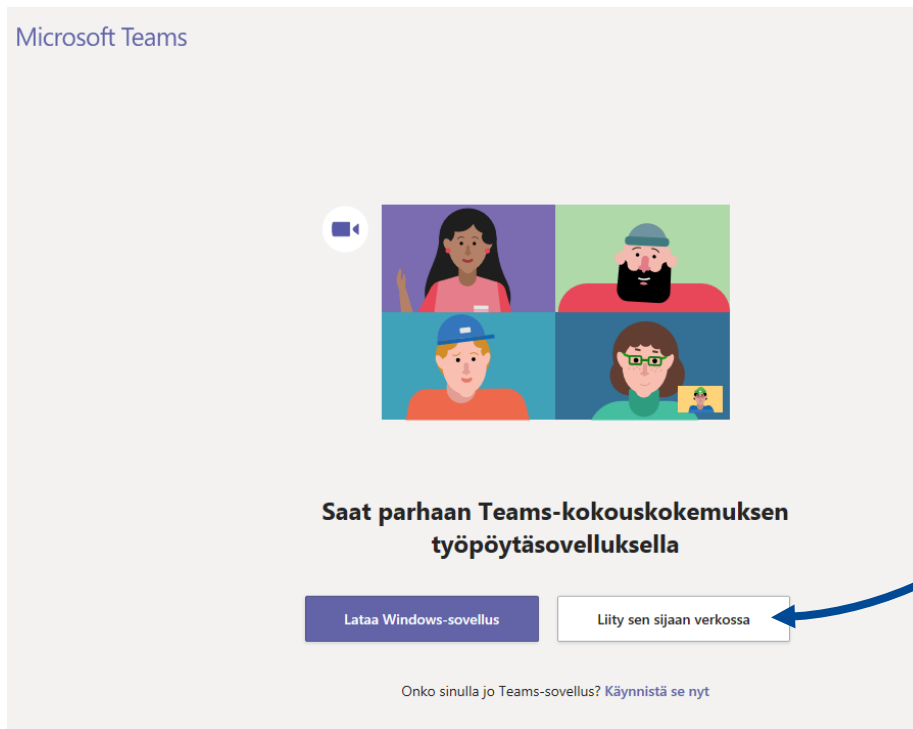 Microsoft Teams
Saat parhaan Teams-kokouskokemuksen
työpöytäsovelluksella
Lataa Windows-sovellus
Liity sen sijaan verkossa
Onko sinulla jo Teams-sovellus? Käynnistä se nyt